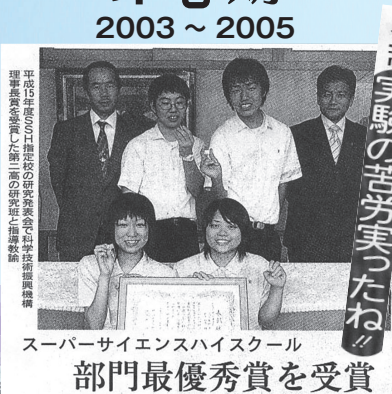 2003 ~ 2005
実験の苦労実ったね!!
平成15年度SSH指定校の研究発表会で科学技術振興機構
理事長賞を受賞した第二高の研究班と指導教諭
スーパーサイエンスハイスクール
部門最優秀賞を受賞